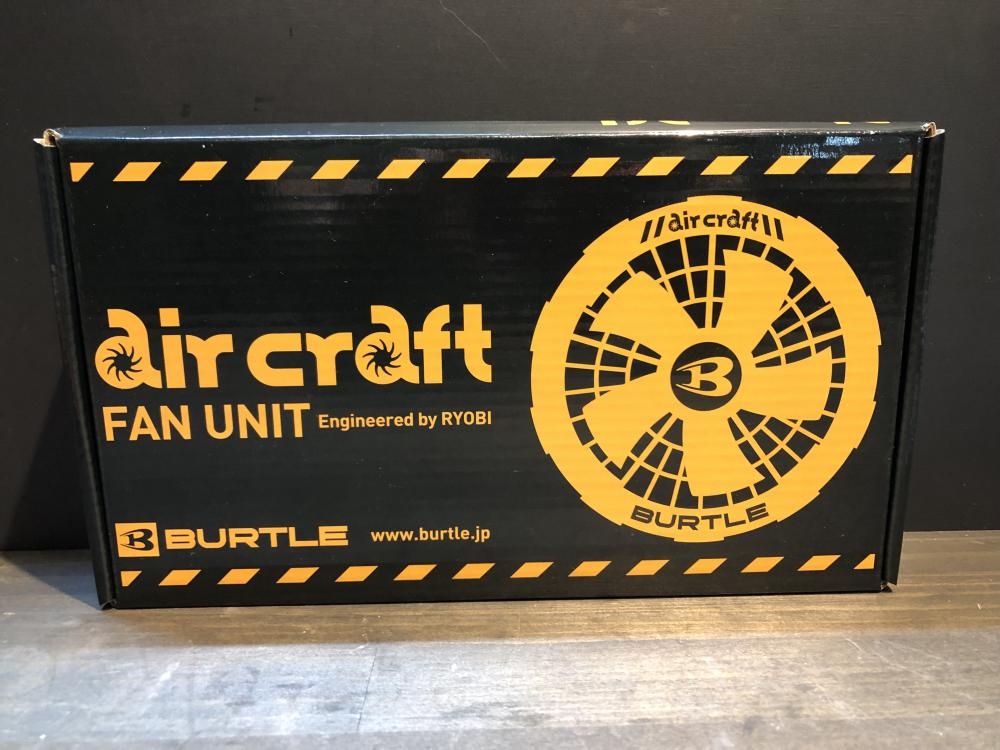 air craft
FAN UNIT Engineered by RYOBI
B BURTLE www.burtle.jp
air craft
B
BURTLE